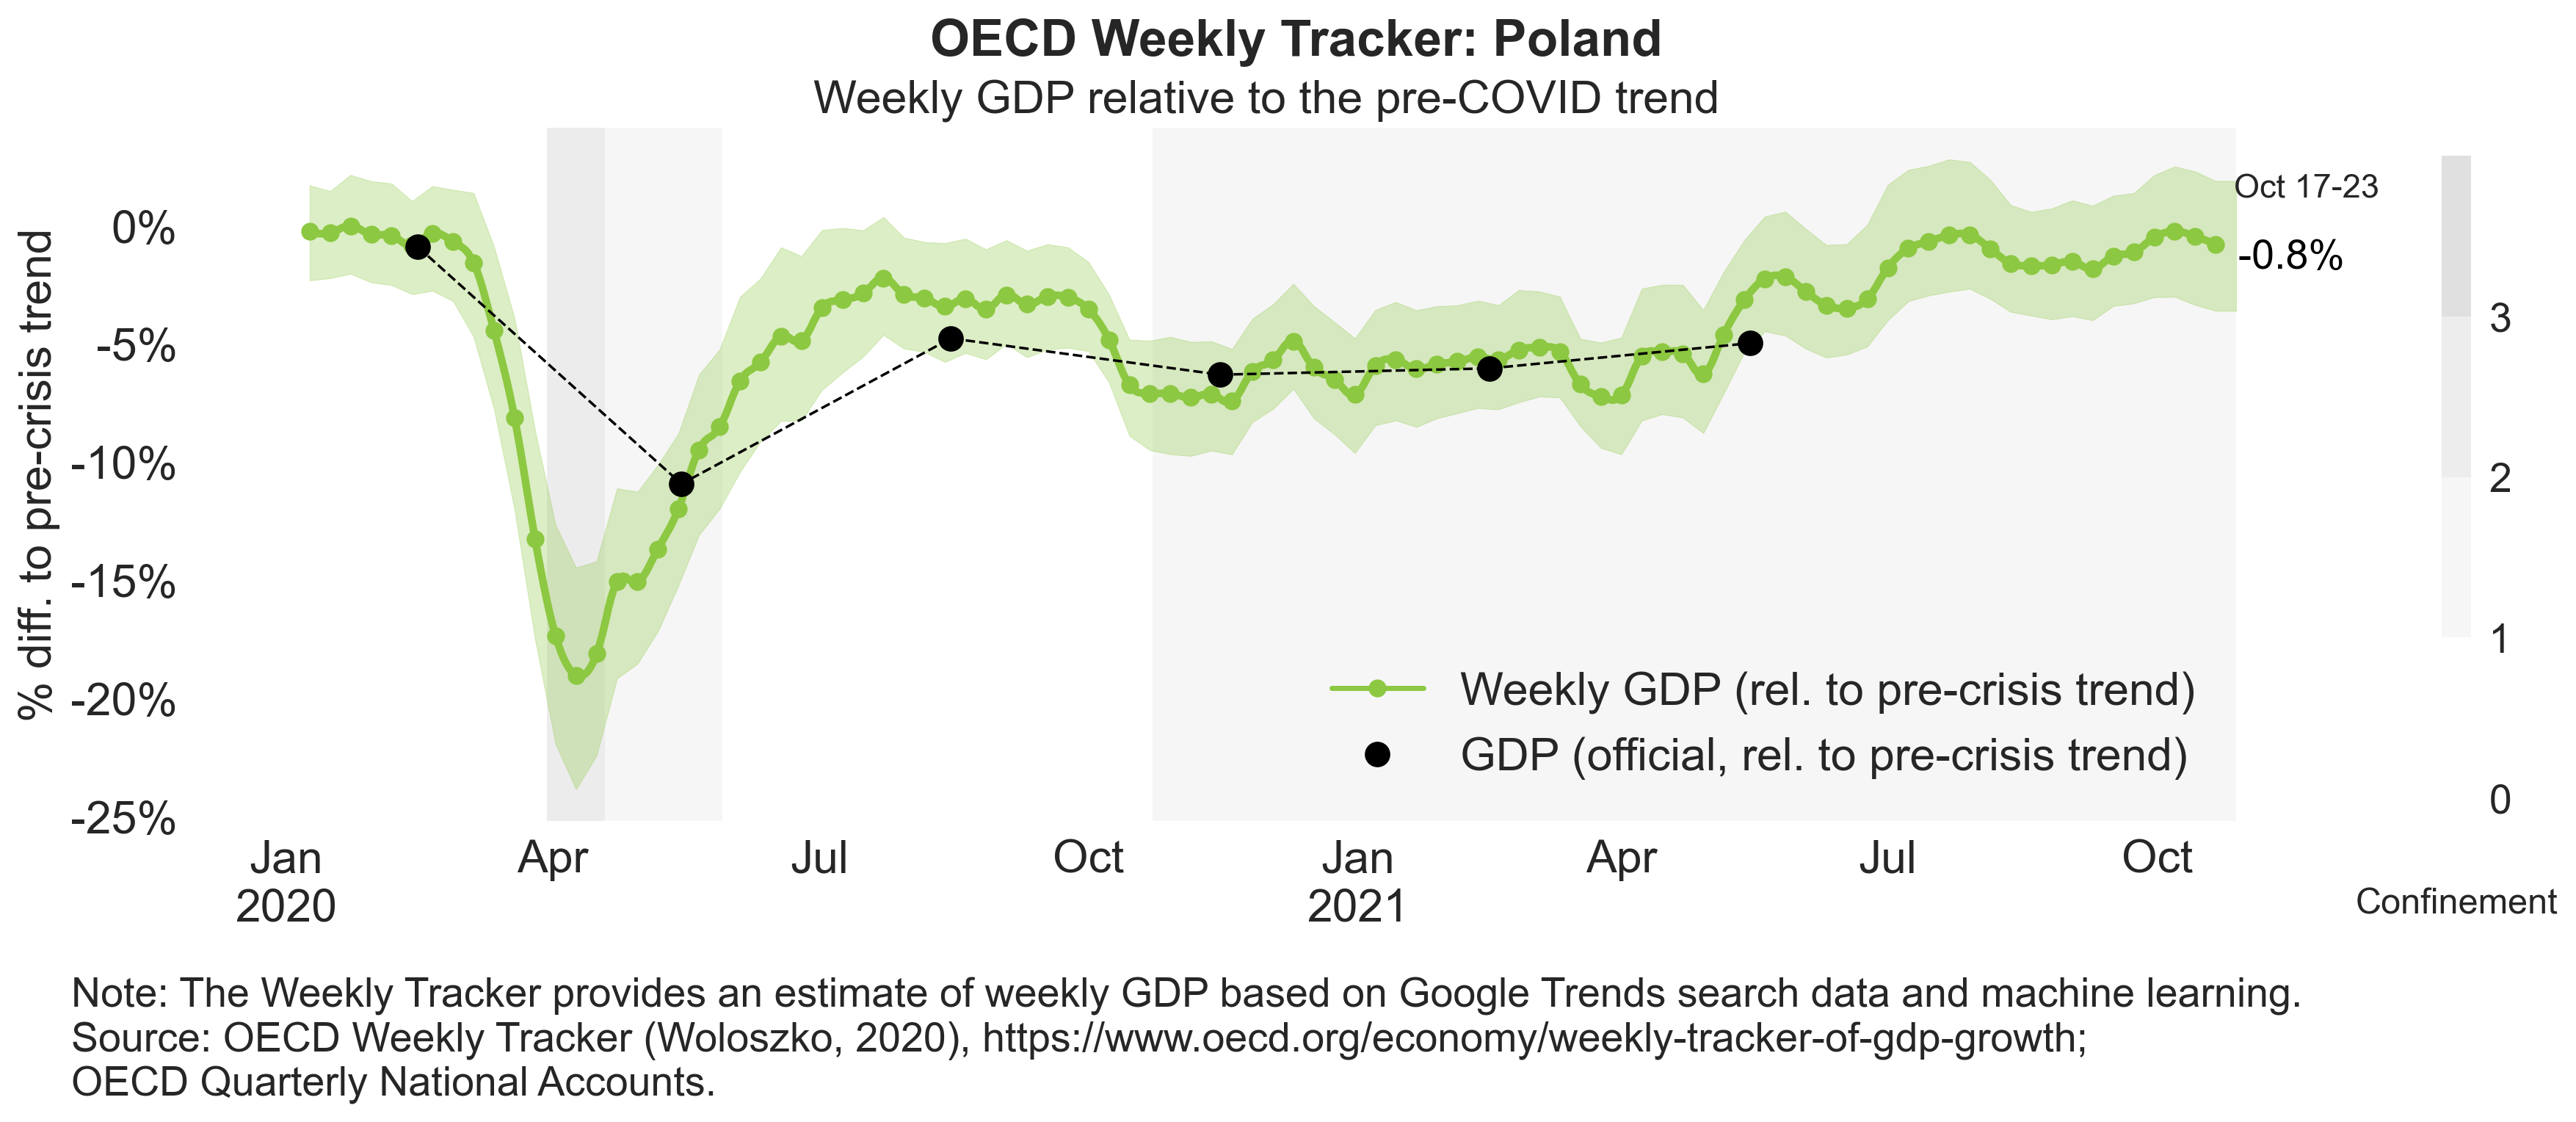 OECD Weekly Tracker: Poland
Weekly GDP relative to the pre-COVID trend
% diff. to pre-crisis trend
0%
-5%
-10%
-15%
-20%
-25%
Jan
2020
Apr
Jul
Oct
Jan
2021
Apr
Jul
Oct
Oct 17-23
-0.8%
Weekly GDP (rel. to pre-crisis trend)
GDP (official, rel. to pre-crisis trend)
3
2
1
0
Confinement
Note: The Weekly Tracker provides an estimate of weekly GDP based on Google Trends search data and machine learning.
Source: OECD Weekly Tracker (Woloszko, 2020), https://www.oecd.org/economy/weekly-tracker-of-gdp-growth;
OECD Quarterly National Accounts.